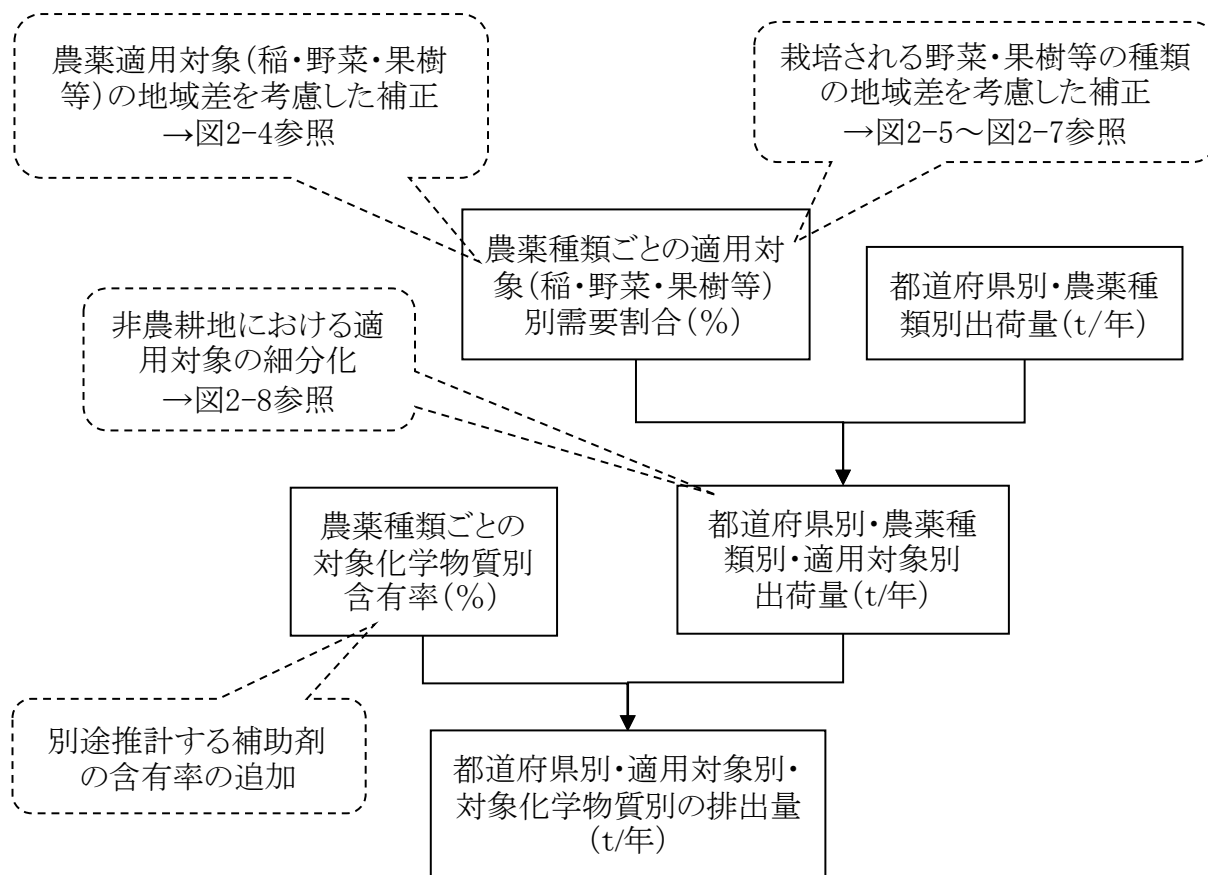 農薬適用対象(稲・野菜・果樹
等)の地域差を考慮した補正
→図2-4参照
栽培される野菜・果樹等の種類
の地域差を考慮した補正
→図2-5～図2-7参照
農薬種類ごとの適用対
象(稲・野菜・果樹等)
別需要割合(%)
都道府県別・農薬種
類別出荷量(t/年)
非農耕地における適
用対象の細分化
→図2-8参照
農薬種類ごとの
対象化学物質別
含有率(%)
都道府県別・農薬種
類別・適用対象別
出荷量(t/年)
別途推計する補助剤
の含有率の追加
都道府県別・適用対象別・
対象化学物質別の排出量
(t/年)